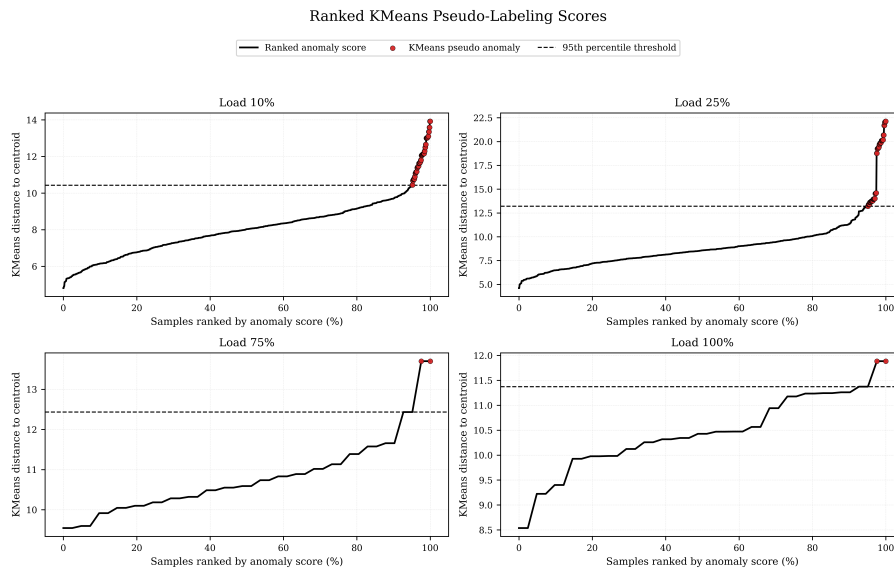 Ranked KMeans Pseudo-Labeling Scores
Ranked anomaly score KMeans pseudo anomaly 95th percentile threshold
Load 10%
KMeans distance to centroid
14
12
10
8
6
0 20 40 60 80 100
Samples ranked by anomaly score (%)
Load 25%
KMeans distance to centroid
22.5
20.0
17.5
15.0
12.5
10.0
7.5
5.0
0 20 40 60 80 100
Samples ranked by anomaly score (%)
Load 75%
KMeans distance to centroid
13
12
11
10
0 20 40 60 80 100
Samples ranked by anomaly score (%)
Load 100%
KMeans distance to centroid
12.0
11.5
11.0
10.5
10.0
9.5
9.0
8.5
0 20 40 60 80 100
Samples ranked by anomaly score (%)